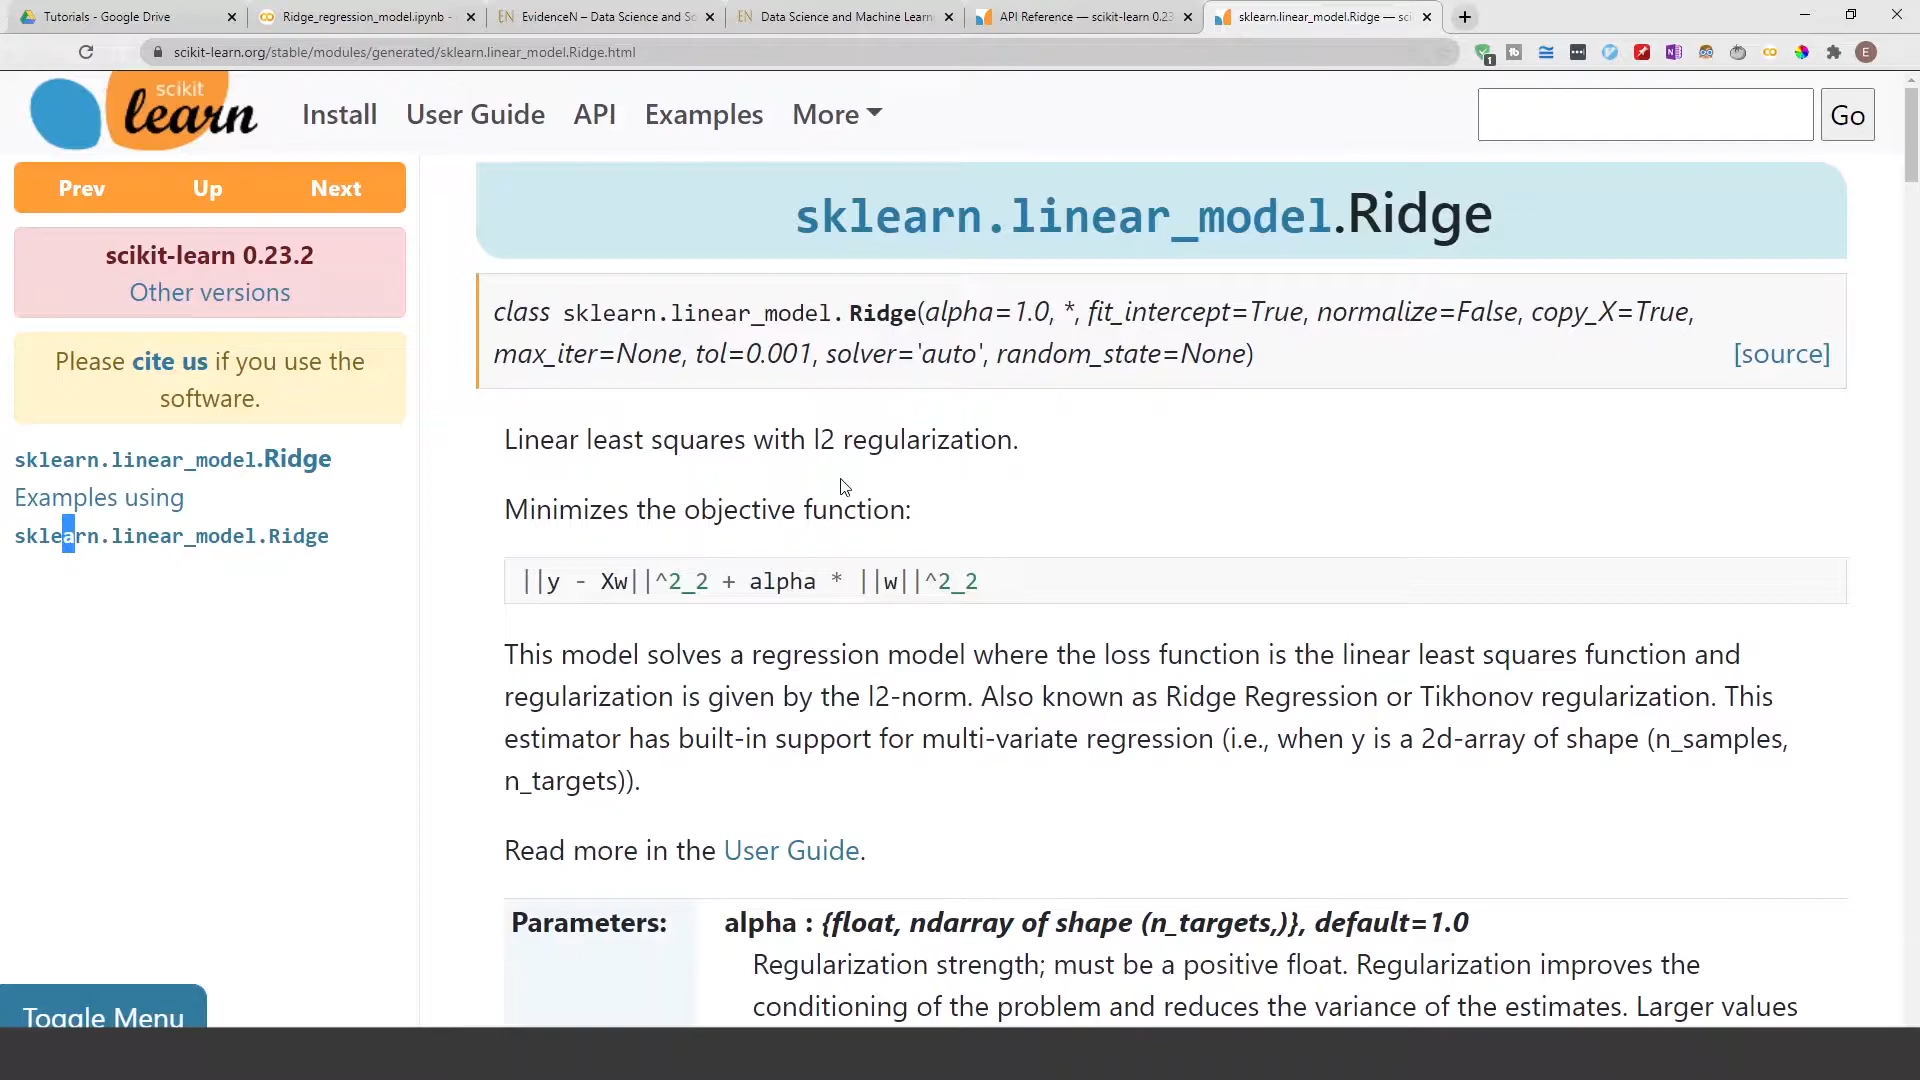 Tutorials - Google Drive
Ridge_regression_model.ipynb -
EN EvidenceN – Data Science and Sc
EN Data Science and Machine Learn
API Reference — scikit-learn 0.23
sklearn.linear_model.Ridge — sci
scikit-learn.org/stable/modules/generated/sklearn.linear_model.Ridge.html
1
E
scikit
learn
Install User Guide API Examples More
Go
Prev Up Next
scikit-learn 0.23.2
Other versions
Please cite us if you use the
software.
sklearn.linear_model.Ridge
Examples using
sklearn.linear_model.Ridge
Toggle Menu
sklearn.linear_model.Ridge
class sklearn.linear_model.Ridge(alpha=1.0, *, fit_intercept=True, normalize=False, copy_X=True,
max_iter=None, tol=0.001, solver='auto', random_state=None) [source]
Linear least squares with l2 regularization.
Minimizes the objective function:
||y - Xw||^2_2 + alpha * ||w||^2_2
This model solves a regression model where the loss function is the linear least squares function and
regularization is given by the l2-norm. Also known as Ridge Regression or Tikhonov regularization. This
estimator has built-in support for multi-variate regression (i.e., when y is a 2d-array of shape (n_samples,
n_targets)).
Read more in the User Guide.
Parameters: alpha : {float, ndarray of shape (n_targets,)}, default=1.0
Regularization strength; must be a positive float. Regularization improves the
conditioning of the problem and reduces the variance of the estimates. Larger values